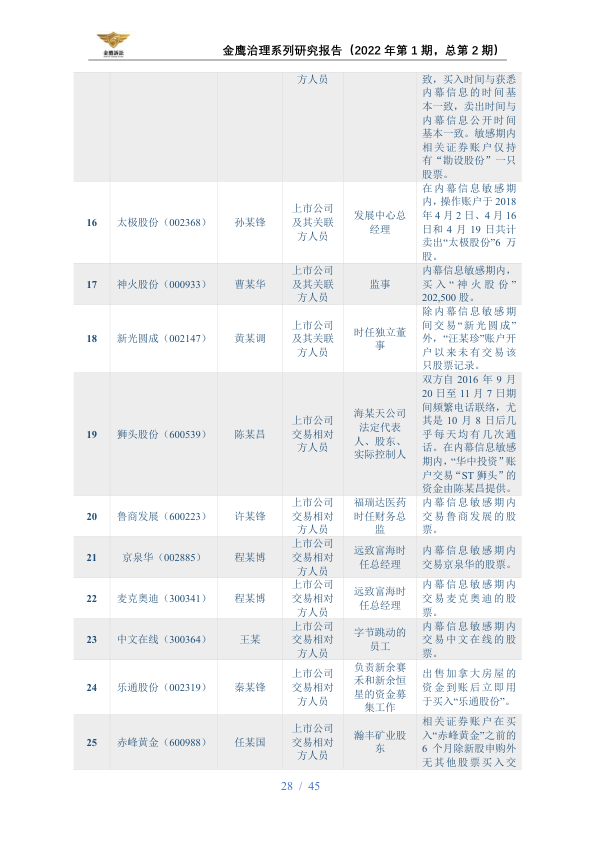 金鹰诉讼
金鹰治理系列研究报告（2022 年第 1 期，总第 2 期）
方人员
致，买入时间与获悉
内幕信息的时间基
本一致，卖出时间与
内幕信息公开时间
基本一致。敏感期内
相关证券账户仅持
有“勘设股份”一只
股票。
16
太极股份（002368）
孙某锋
上市公司
及其关联
方人员
发展中心总
经理
在内幕信息敏感期
内，操作账户于 2018
年 4 月 2 日、4 月 16
日和 4 月 19 日共计
卖出“太极股份”6 万
股。
17
神火股份（000933）
曹某华
上市公司
及其关联
方人员
监事
内幕信息敏感期内，
买入“神火股份”
202,500 股。
18
新光圆成（002147）
黄某调
上市公司
及其关联
方人员
时任独立董
事
除内幕信息敏感期
间交易“新光圆成”
外，“汪某珍”账户开
户以来未有交易该
只股票记录。
19
狮头股份（600539）
陈某昌
上市公司
交易相对
方人员
海某天公司
法定代表
人、股东、
实际控制人
双方自 2016 年 9 月
20 日至 11 月 7 日期
间频繁电话联络，尤
其是 10 月 8 日后几
乎每天均有几次通
话。在内幕信息敏感
期内，“华中投资”账
户交易“ST 狮头”的
资金由陈某昌提供。
20
鲁商发展（600223）
许某锋
上市公司
交易相对
方人员
福瑞达医药
时任财务总
监
内幕信息敏感期内
交易鲁商发展的股
票。
21
京泉华（002885）
程某博
上市公司
交易相对
方人员
远致富海时
任总经理
内幕信息敏感期内
交易京泉华的股票。
22
麦克奥迪（300341）
程某博
上市公司
交易相对
方人员
远致富海时
任总经理
内幕信息敏感期内
交易麦克奥迪的股
票。
23
中文在线（300364）
王某
上市公司
交易相对
方人员
字节跳动的
员工
内幕信息敏感期内
交易中文在线的股
票。
24
乐通股份（002319）
秦某锋
上市公司
交易相对
方人员
负责新余赛
禾和新余恒
星的资金募
集工作
出售加拿大房屋的
资金到账后立即用
于买入“乐通股份”。
25
赤峰黄金（600988）
任某国
上市公司
交易相对
方人员
瀚丰矿业股
东
相关证券账户在买
入“赤峰黄金”之前的
6 个月除新股申购外
无其他股票买入交
28 / 45